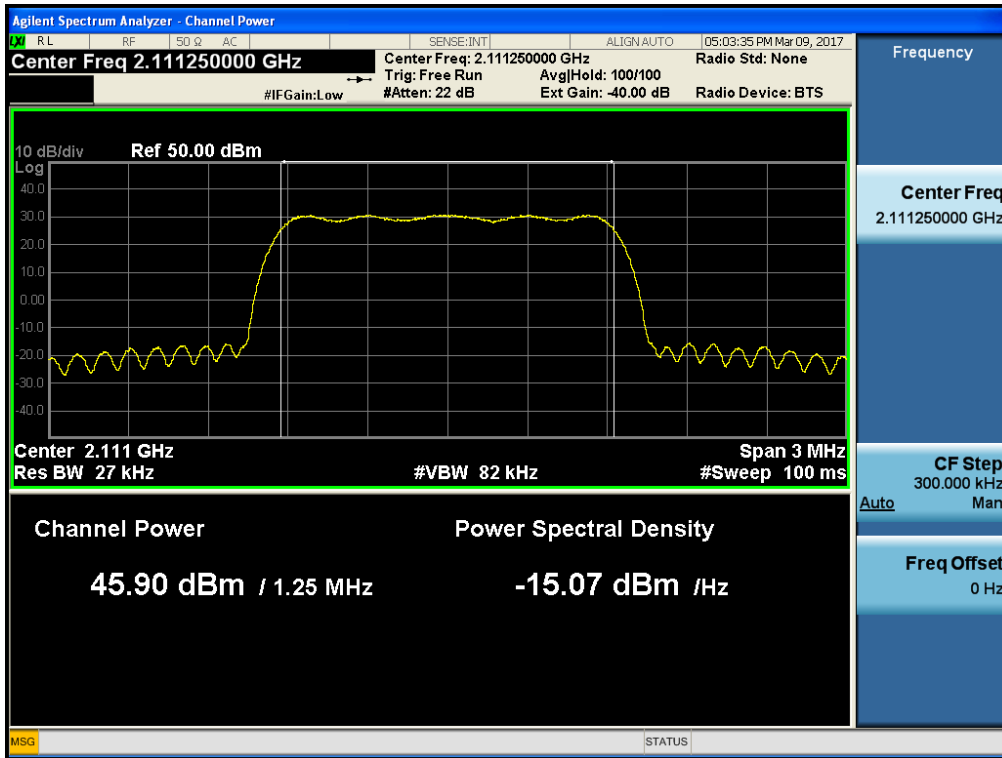 Agilent Spectrum Analyzer - Channel Power
LXI RL RF 50 Ω AC SENSE:INT ALIGN AUTO 05:03:35 PM Mar 09, 2017
Center Freq 2.111250000 GHz
Center Freq: 2.111250000 GHz Radio Std: None
Trig: Free Run Avg|Hold: 100/100
#IFGain:Low #Atten: 22 dB Ext Gain: -40.00 dB Radio Device: BTS
10 dB/div Ref 50.00 dBm
Log
40.0
30.0
20.0
10.0
0.00
-10.0
-20.0
-30.0
-40.0
Center 2.111 GHz Span 3 MHz
Res BW 27 kHz #VBW 82 kHz #Sweep 100 ms
Channel Power Power Spectral Density
45.90 dBm / 1.25 MHz -15.07 dBm /Hz
Frequency
Center Freq
2.111250000 GHz
CF Step
300.000 kHz
Auto Man
Freq Offset
0 Hz
MSG STATUS